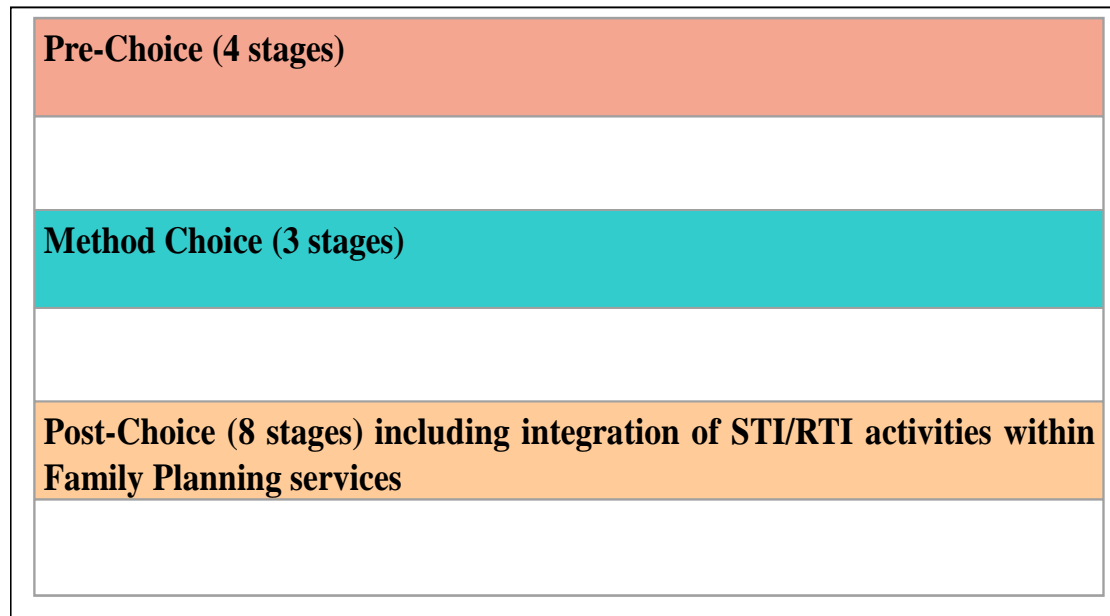 Pre-Choice (4 stages)
Method Choice (3 stages)
Post-Choice (8 stages) including integration of STI/RTI activities within
Family Planning services